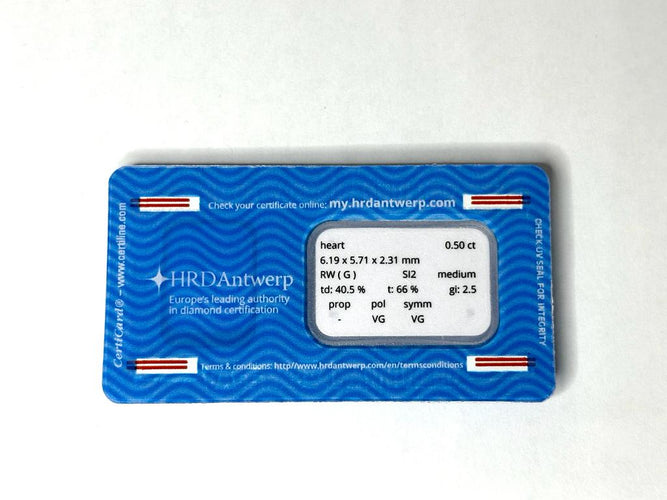 Check your certificate online: my.hrdantwerp.com
CertiCard® – www.certiline.com
HRDAntwerp
Europe's leading authority
in diamond certification
heart 0.50 ct
6.19 x 5.71 x 2.31 mm
RW ( G ) SI2 medium
td: 40.5 % t: 66 % gi: 2.5
prop pol symm
- VG VG
CHECK UV SEAL FOR INTEGRITY
Terms & conditions: http//www.hrdantwerp.com/en/termsconditions